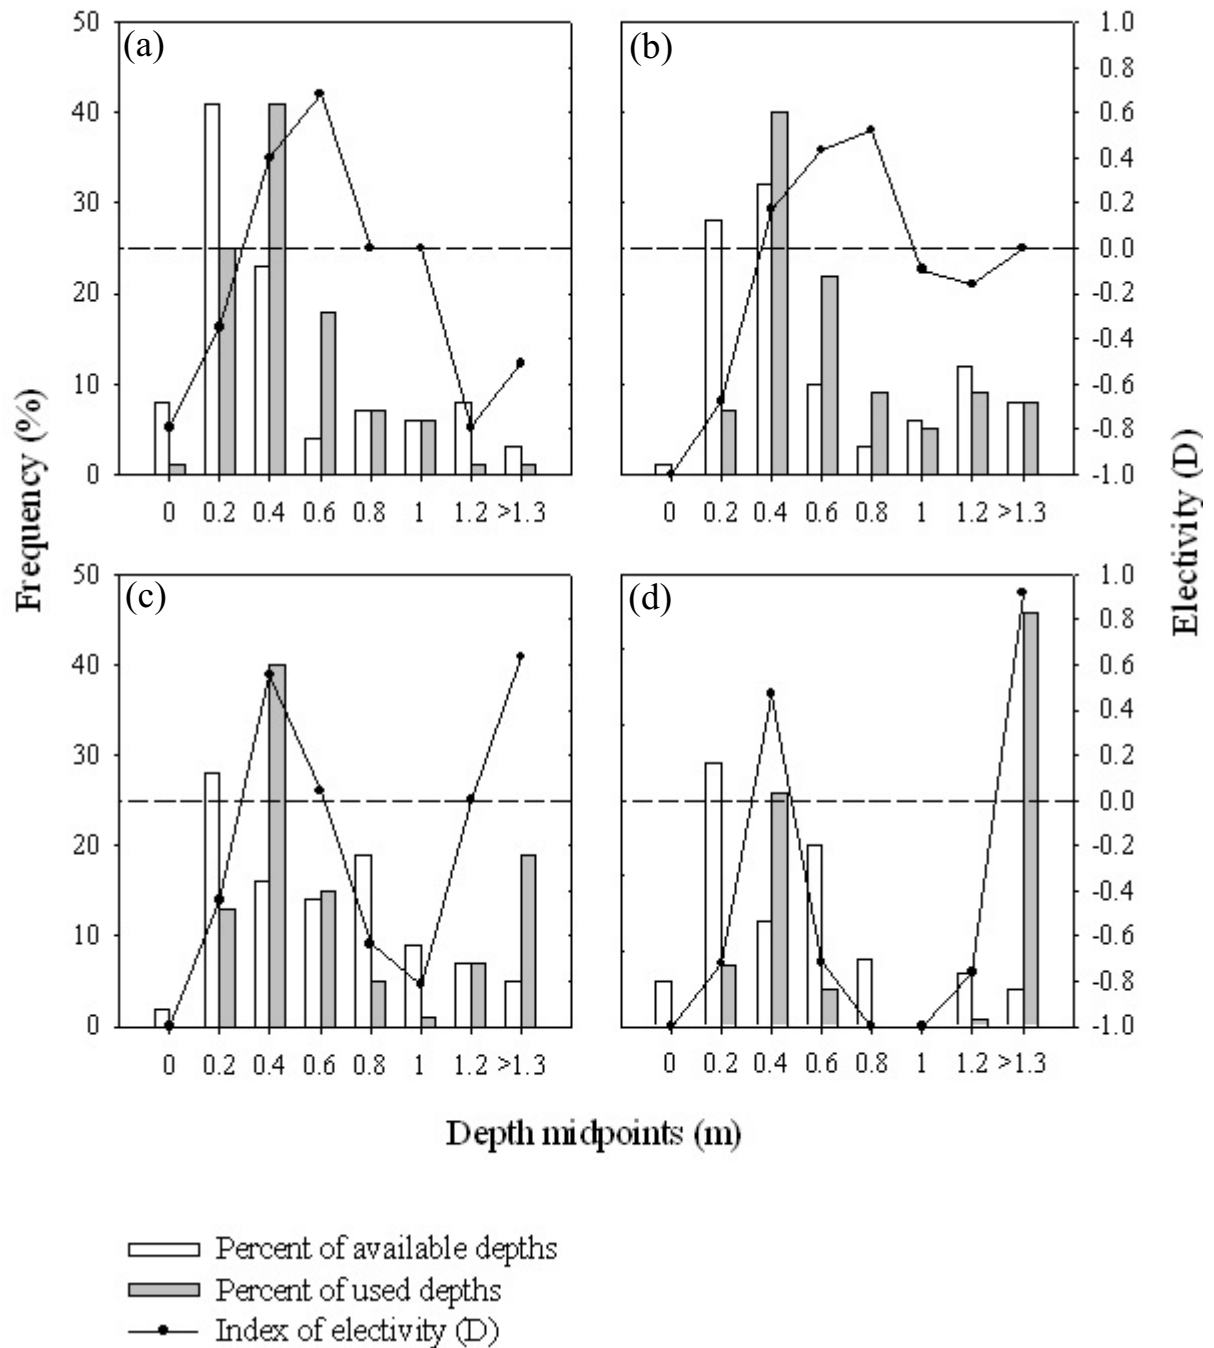 50 (a) (b) 1.0
0.8
40 0.6
0.4
30 0.2
0.0
20 -0.2
-0.4
10 -0.6
-0.8
0 -1.0
0 0.2 0.4 0.6 0.8 1 1.2 >1.3 0 0.2 0.4 0.6 0.8 1 1.2 >1.3
Frequency (%)
Electivity (D)
50 (c) (d) 1.0
0.8
40 0.6
0.4
30 0.2
0.0
20 -0.2
-0.4
10 -0.6
-0.8
0 -1.0
0 0.2 0.4 0.6 0.8 1 1.2 >1.3 0 0.2 0.4 0.6 0.8 1 1.2 >1.3
Depth midpoints (m)
Percent of available depths
Percent of used depths
Index of electivity (D)